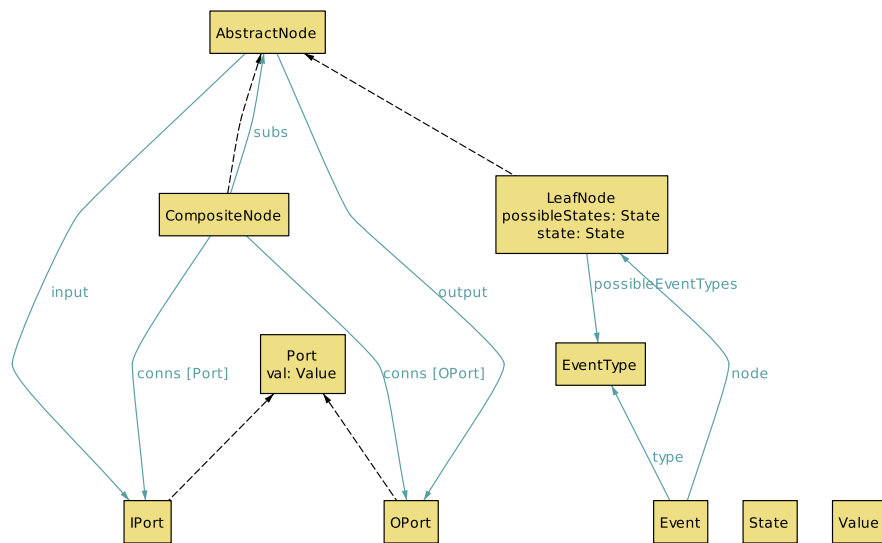 AbstractNode
subs
LeafNode
possibleStates: State
state: State
CompositeNode
input
output
possibleEventTypes
Port
val: Value
conns [Port]
conns [OPort]
EventType
node
type
IPort
OPort
Event
State
Value